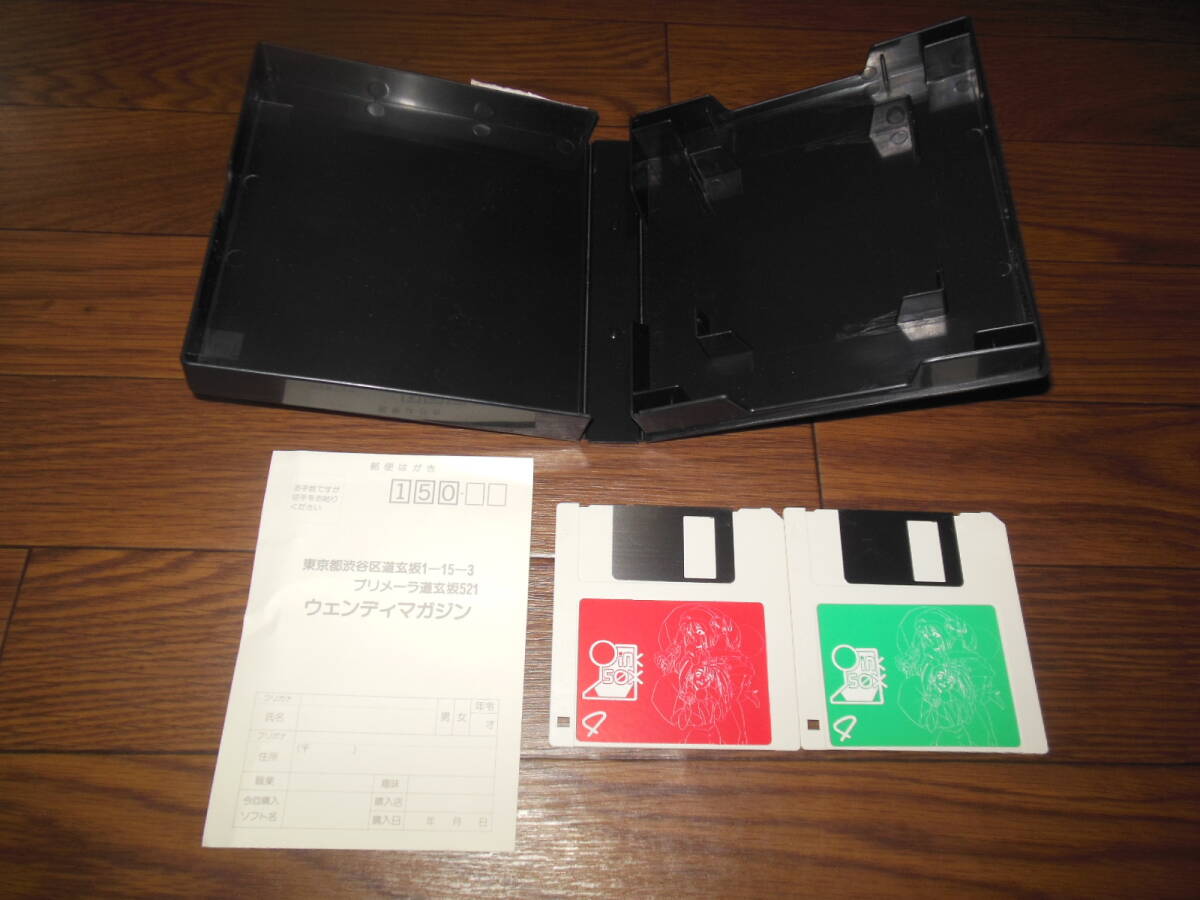 郵便はがき
お手数ですが
切手をお貼り
ください
150-
東京都渋谷区道玄坂1-15-3
プリメーラ道玄坂521
ウエンディマガジン
フリガナ
氏名
男
女
年令
才
フリガナ
住所
(〒 )
職業
趣味
今回購入
ソフト名
購入店
購入日
年 月 日
Pink
SOX
4
Pink
SOX
4